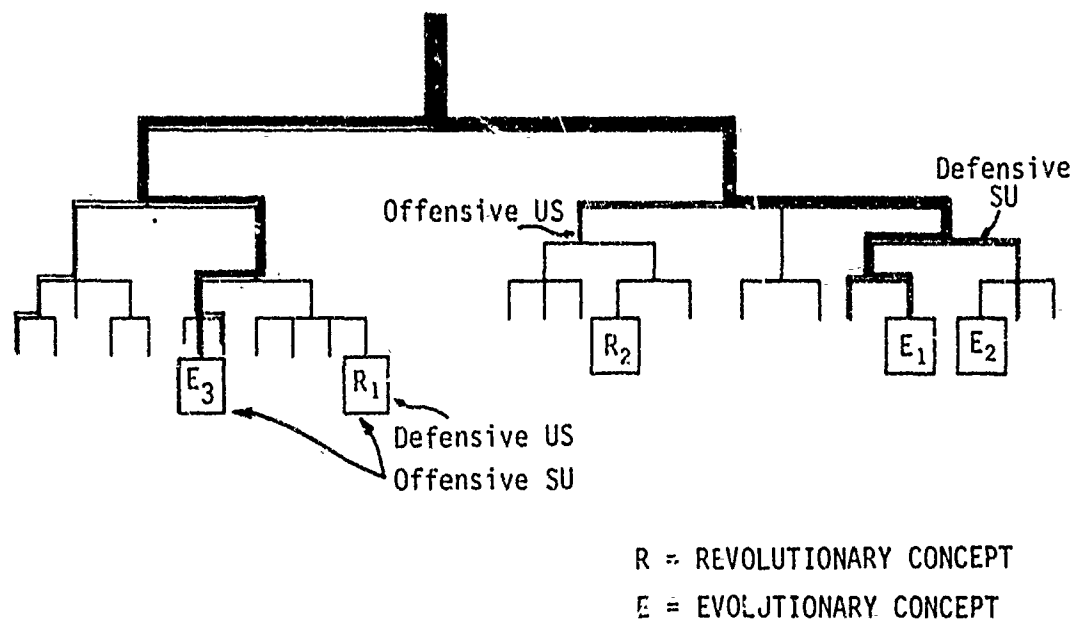 Defensive
SU
Offensive US
R2
E1
E2
E3
R1
Defensive US
Offensive SU
R = REVOLUTIONARY CONCEPT
E = EVOLUTIONARY CONCEPT